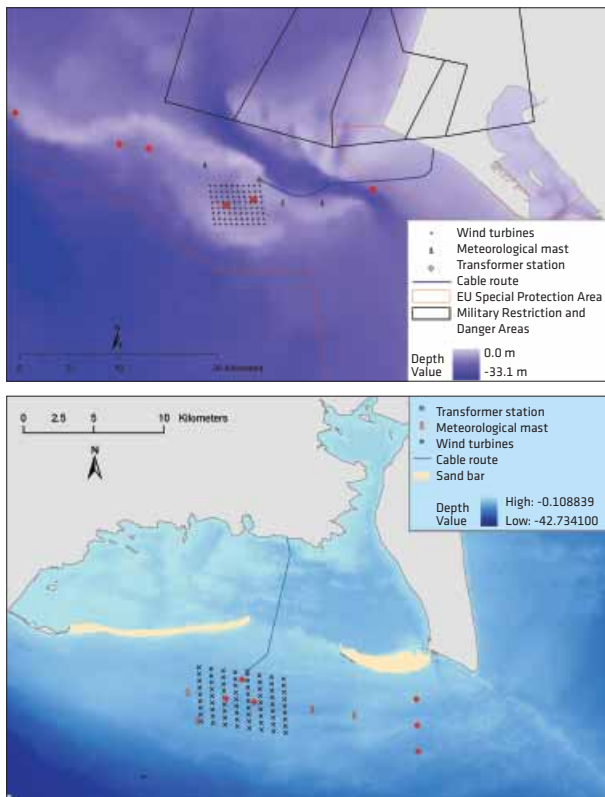 Wind turbines
Meteorological mast
Transformer station
Cable route
EU Special Protection Area
Military Restriction and
Danger Areas
Depth
Value
0.0 m
-33.1 m
0 2.5 5 10 Kilometers
N
Transformer station
Meteorological mast
Wind turbines
Cable route
Sand bar
Depth
Value
High: -0.108839
Low: -42.734100